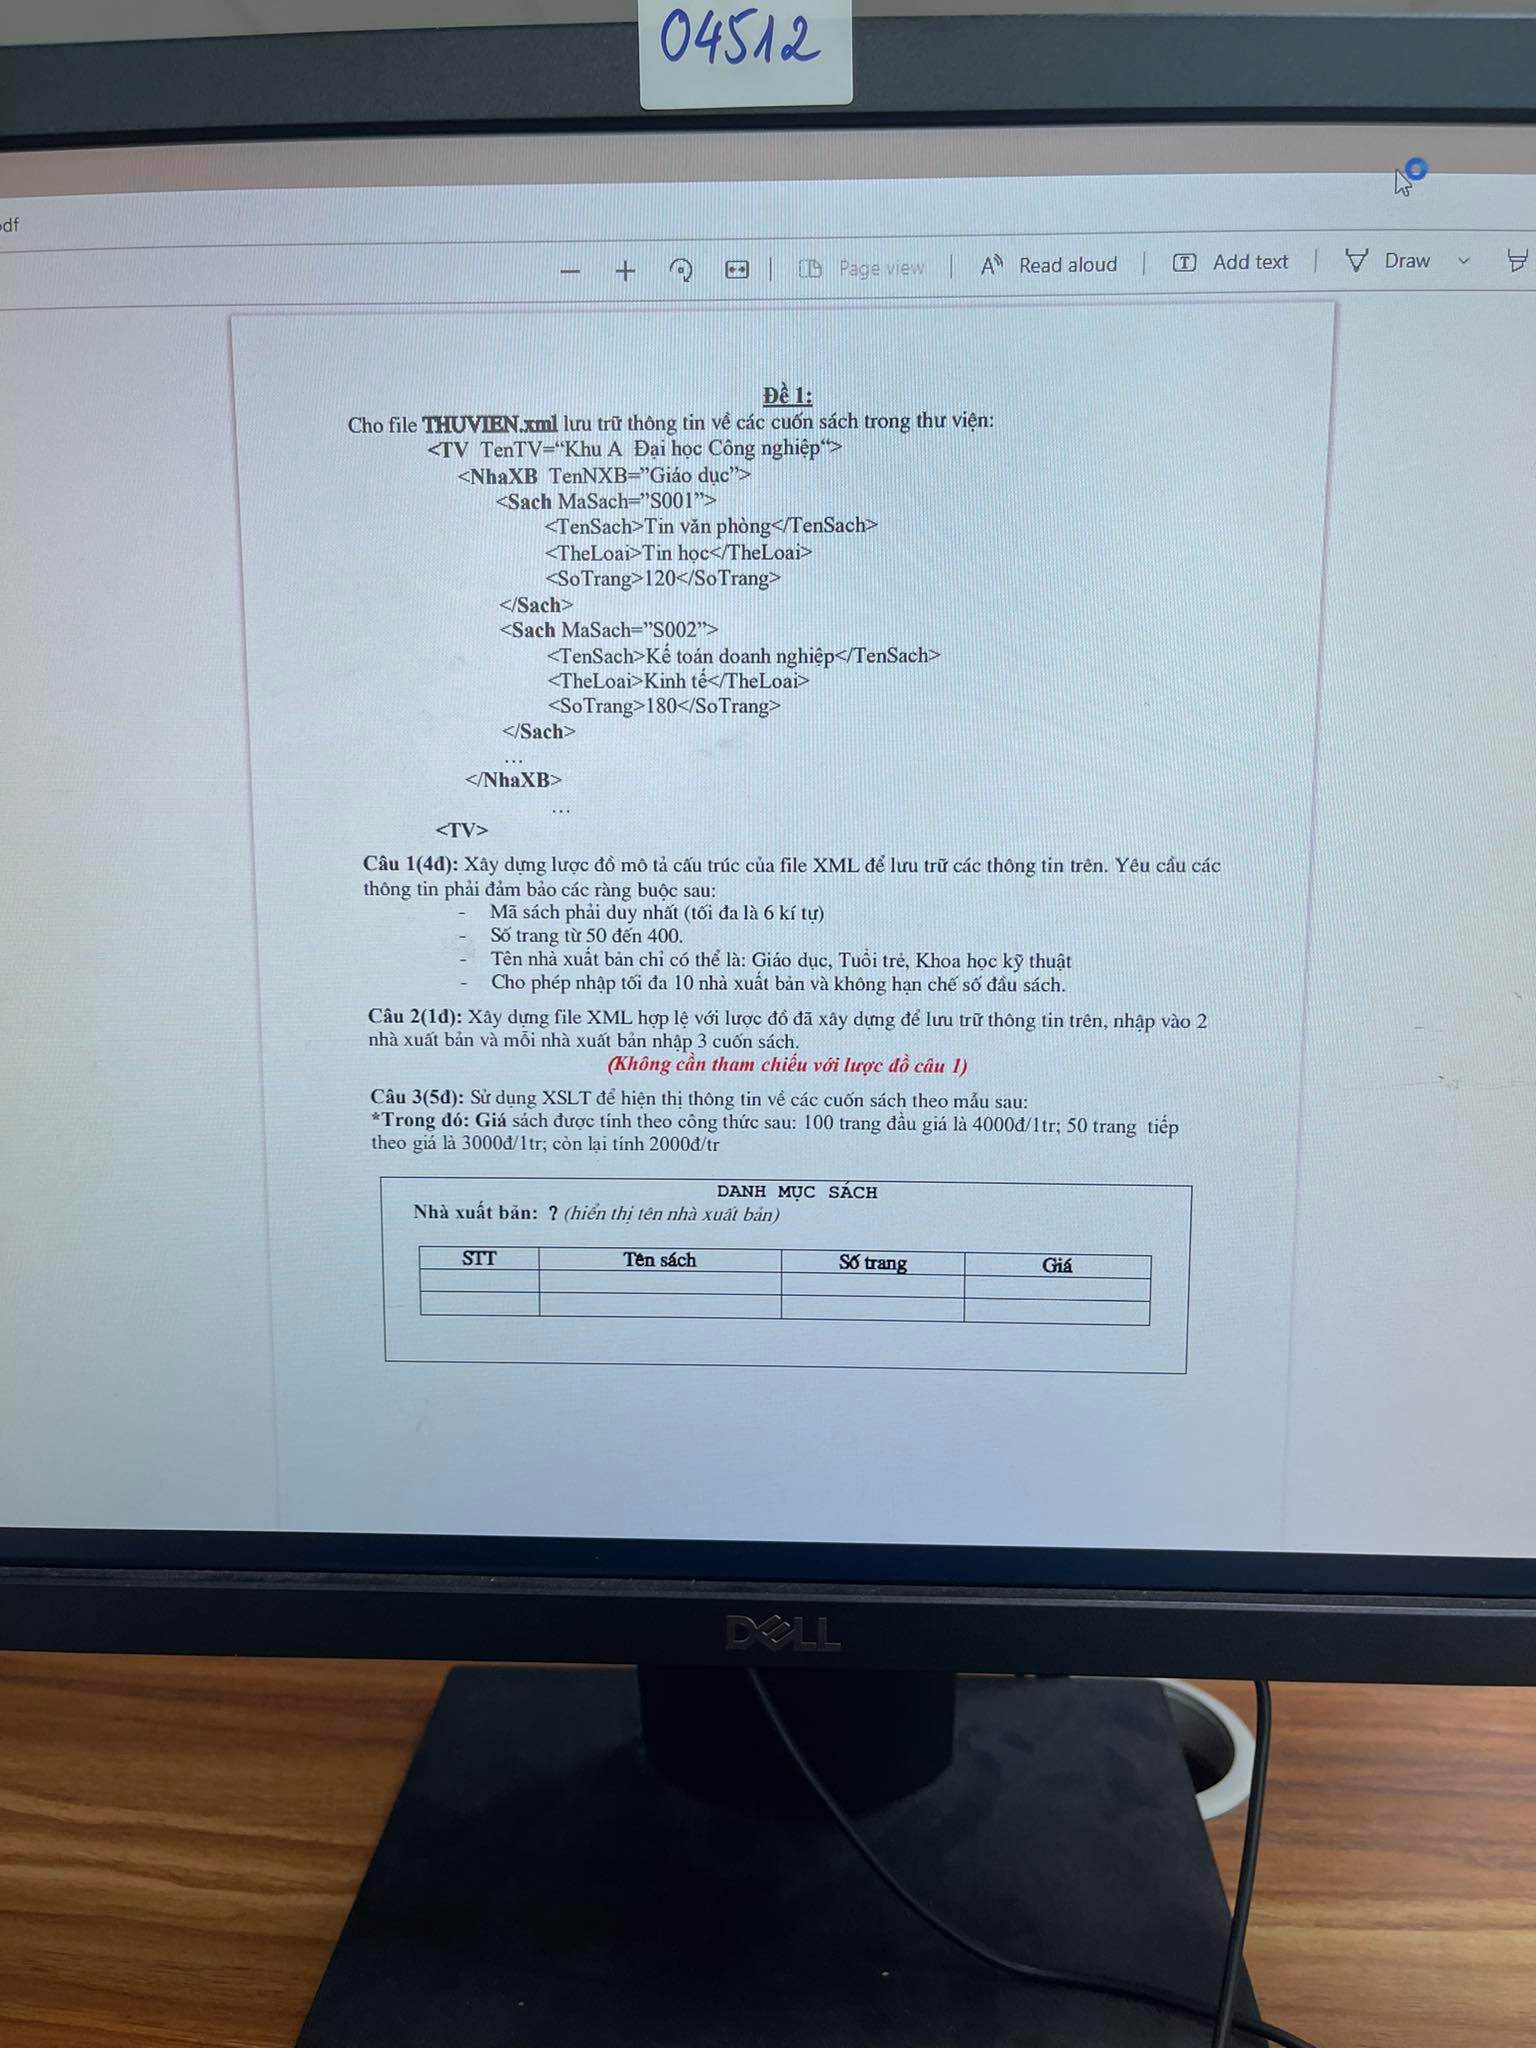 04512
df
Page view
Read aloud
Add text
Draw
Đề 1:
Cho file THUVIEN.xml lưu trữ thông tin về các cuốn sách trong thư viện:
<TV TenTV=“Khu A Đại học Công nghiệp“>
<NhaXB TenNXB=”Giáo dục”>
<Sach MaSach=”S001”>
<TenSach>Tin văn phòng</TenSach>
<TheLoai>Tin học</TheLoai>
<SoTrang>120</SoTrang>
</Sach>
<Sach MaSach=”S002”>
<TenSach>Kế toán doanh nghiệp</TenSach>
<TheLoai>Kinh tế</TheLoai>
<SoTrang>180</SoTrang>
</Sach>
…
</NhaXB>
…
<TV>
Câu 1(4đ): Xây dựng lược đồ mô tả cấu trúc của file XML để lưu trữ các thông tin trên. Yêu cầu các
thông tin phải đảm bảo các ràng buộc sau:
- Mã sách phải duy nhất (tối đa là 6 kí tự)
- Số trang từ 50 đến 400.
- Tên nhà xuất bản chỉ có thể là: Giáo dục, Tuổi trẻ, Khoa học kỹ thuật
- Cho phép nhập tối đa 10 nhà xuất bản và không hạn chế số đầu sách.
Câu 2(1đ): Xây dựng file XML hợp lệ với lược đồ đã xây dựng để lưu trữ thông tin trên, nhập vào 2
nhà xuất bản và mỗi nhà xuất bản nhập 3 cuốn sách.
(Không cần tham chiếu với lược đồ câu 1)
Câu 3(5đ): Sử dụng XSLT để hiện thị thông tin về các cuốn sách theo mẫu sau:
*Trong đó: Giá sách được tính theo công thức sau: 100 trang đầu giá là 4000đ/1tr; 50 trang tiếp
theo giá là 3000đ/1tr; còn lại tính 2000đ/tr
DANH MỤC SÁCH
Nhà xuất bản: ? (hiển thị tên nhà xuất bản)
STT Tên sách Số trang Giá
DELL